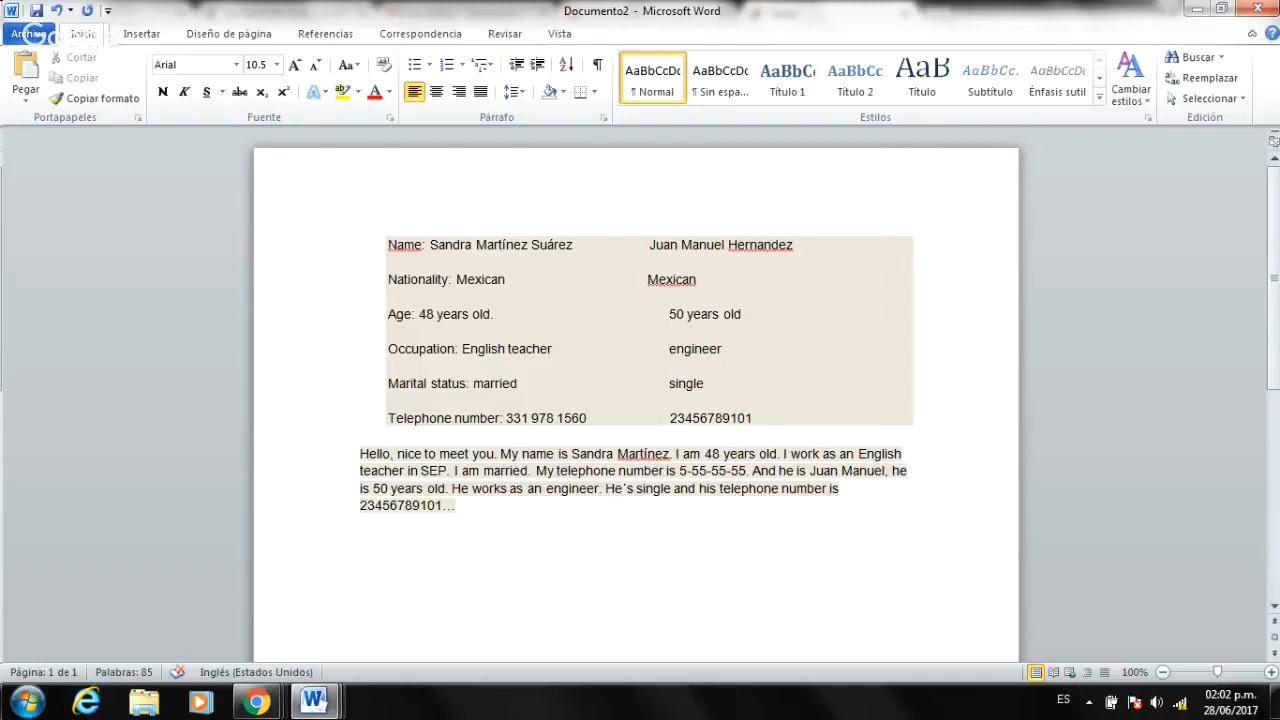 Documento2 - Microsoft Word
Inicio Insertar Diseño de página Referencias Correspondencia Revisar Vista
Pegar
Cortar
Copiar
Copiar formato
Portapapeles
Arial 10.5
Fuente
Párrafo
AaBbCcDc AaBbCcDc AaBbCc AaBbCc AaB AaBbCc. AaBbCcDc
¶ Normal ¶ Sin espa... Título 1 Título 2 Título Subtítulo Énfasis sutil
Cambiar estilos
Estilos
Buscar
Reemplazar
Seleccionar
Edición
Name: Sandra Martínez Suárez Juan Manuel Hernandez
Nationality: Mexican Mexican
Age: 48 years old. 50 years old
Occupation: English teacher engineer
Marital status: married single
Telephone number: 331 978 1560 23456789101
Hello, nice to meet you. My name is Sandra Martínez. I am 48 years old. I work as an English
teacher in SEP. I am married. My telephone number is 5-55-55-55. And he is Juan Manuel, he
is 50 years old. He works as an engineer. He´s single and his telephone number is
23456789101...
Página: 1 de 1 Palabras: 85 Inglés (Estados Unidos) 100%
ES 02:02 p.m.
28/06/2017